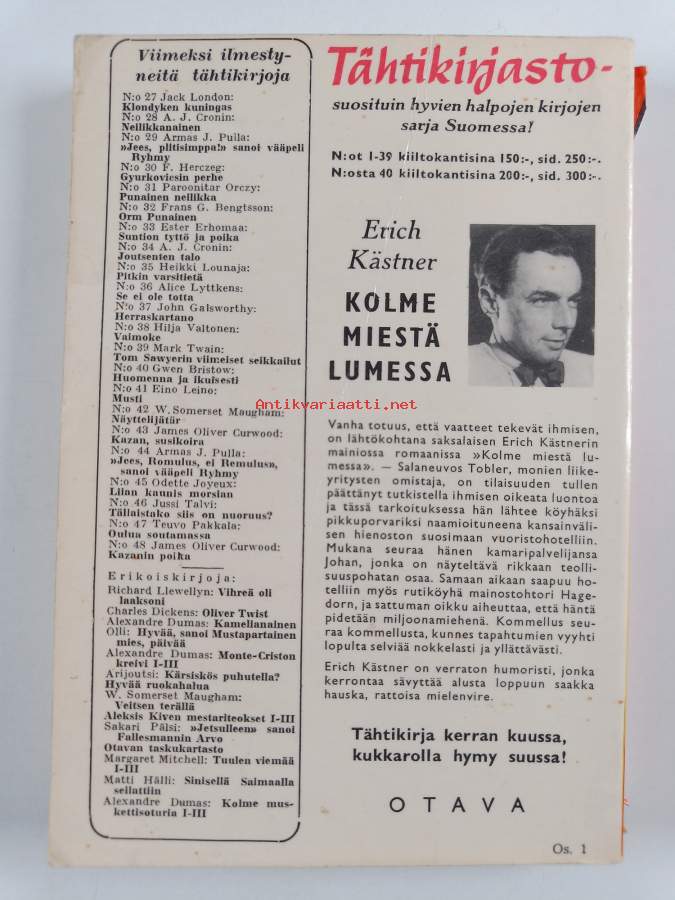 Viimeksi ilmesty-
neitä tähtikirjoja
N:o 27 Jack London:
Klondyken kuningas
N:o 28 A. J. Cronin:
Neilikkanainen
N:o 29 Armas J. Pulla:
»Jees, plitisimppa!» sanoi vääpeli
Ryhmy
N:o 30 F. Herczeg:
Gyurkovicsin perhe
N:o 31 Paroonitar Orczy:
Punainen neilikka
N:o 32 Frans G. Bengtsson:
Orm Punainen
N:o 33 Ester Erhomaa:
Suntion tyttö ja poika
N:o 34 A. J. Cronin:
Joutsenten talo
N:o 35 Heikki Lounaja:
Pitkin varsitietä
N:o 36 Alice Lyttkens:
Se ei ole totta
N:o 37 John Galsworthy:
Herraskartano
N:o 38 Hilja Valtonen:
Vaimoke
N:o 39 Mark Twain:
Tom Sawyerin viimeiset seikkailut
N:o 40 Gwen Bristow:
Huomenna ja ikuisesti
N:o 41 Eino Leino:
Musti
N:o 42 W. Somerset Maugham:
Näyttelijätär
N:o 43 James Oliver Curwood:
Kazan, susikoira
N:o 44 Armas J. Pulla:
»Jees, Romulus, ei Remulus»,
sanoi vääpeli Ryhmy
N:o 45 Odette Joyeux:
Liian kaunis morsian
N:o 46 Jussi Talvi:
Tällaistako siis on nuoruus?
N:o 47 Teuvo Pakkala:
Oulua soutamassa
N:o 48 James Oliver Curwood:
Kazanin poika
Erikoiskirjoja:
Richard Llewellyn: Vihreä oli
laaksoni
Charles Dickens: Oliver Twist
Alexandre Dumas: Kamelianainen
Olli: Hyvää, sanoi Mustapartainen
mies, päivää
Alexandre Dumas: Monte-Criston
kreivi I-III
Arijoutsi: Kärsiskös puhutella?
Hyvää ruokahalua
W. Somerset Maugham:
Veitsen terällä
Aleksis Kiven mestariteokset I-III
Sakari Pälsi: »Jetsulleen» sanoi
Fallesmannin Arvo
Otavan taskukartasto
Margaret Mitchell: Tuulen viemää
I-III
Matti Hälli: Sinisellä Saimaalla
seilattiin
Alexandre Dumas: Kolme mus-
kettisoturia I-III
Tähtikirjasto-
suosituin hyvien halpojen kirjojen
sarja Suomessa!
N:ot 1-39 kiiltokantisina 150:-, sid. 250:-.
N:osta 40 kiiltokantisina 200:-, sid. 300:-.
Erich
Kästner
KOLME
MIESTÄ
LUMESSA
Antikvariaatti.net
Vanha totuus, että vaatteet tekevät ihmisen,
on lähtökohtana saksalaisen Erich Kästnerin
mainiossa romaanissa »Kolme miestä lu-
messa». — Salaneuvos Tobler, monien liike-
yritysten omistaja, on tilaisuuden tullen
päättänyt tutkistella ihmisen oikeata luontoa
ja tässä tarkoituksessa hän lähtee köyhäksi
pikkuporvariksi naamioituneena kansainväli-
sen hienoston suosimaan vuoristohotelliin.
Mukana seuraa hänen kamaripalvelijansa
Johan, jonka on näyteltävä rikkaan teolli-
suuspohatan osaa. Samaan aikaan saapuu ho-
telliin myös rutiköyhä mainostohtori Hage-
dorn, ja sattuman oikku aiheuttaa, että häntä
pidetään miljoonamiehenä. Kommellus seu-
raa kommellusta, kunnes tapahtumien vyyhti
lopulta selviää nokkelasti ja yllättävästi.
Erich Kästner on verraton humoristi, jonka
kerrontaa sävyttää alusta loppuun saakka
hauska, rattoisa mielenvire.
Tähtikirja kerran kuussa,
kukkarolla hymy suussa!
OTAVA
Os. 1